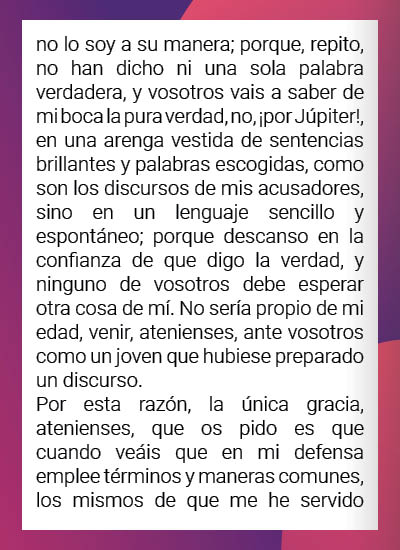 no lo soy a su manera; porque, repito,
no han dicho ni una sola palabra
verdadera, y vosotros vais a saber de
mi boca la pura verdad, no, ¡por Júpiter!,
en una arenga vestida de sentencias
brillantes y palabras escogidas, como
son los discursos de mis acusadores,
sino en un lenguaje sencillo y
espontáneo; porque descanso en la
confianza de que digo la verdad, y
ninguno de vosotros debe esperar
otra cosa de mí. No sería propio de mi
edad, venir, atenienses, ante vosotros
como un joven que hubiese preparado
un discurso.
Por esta razón, la única gracia,
atenienses, que os pido es que
cuando veáis que en mi defensa
emplee términos y maneras comunes,
los mismos de que me he servido